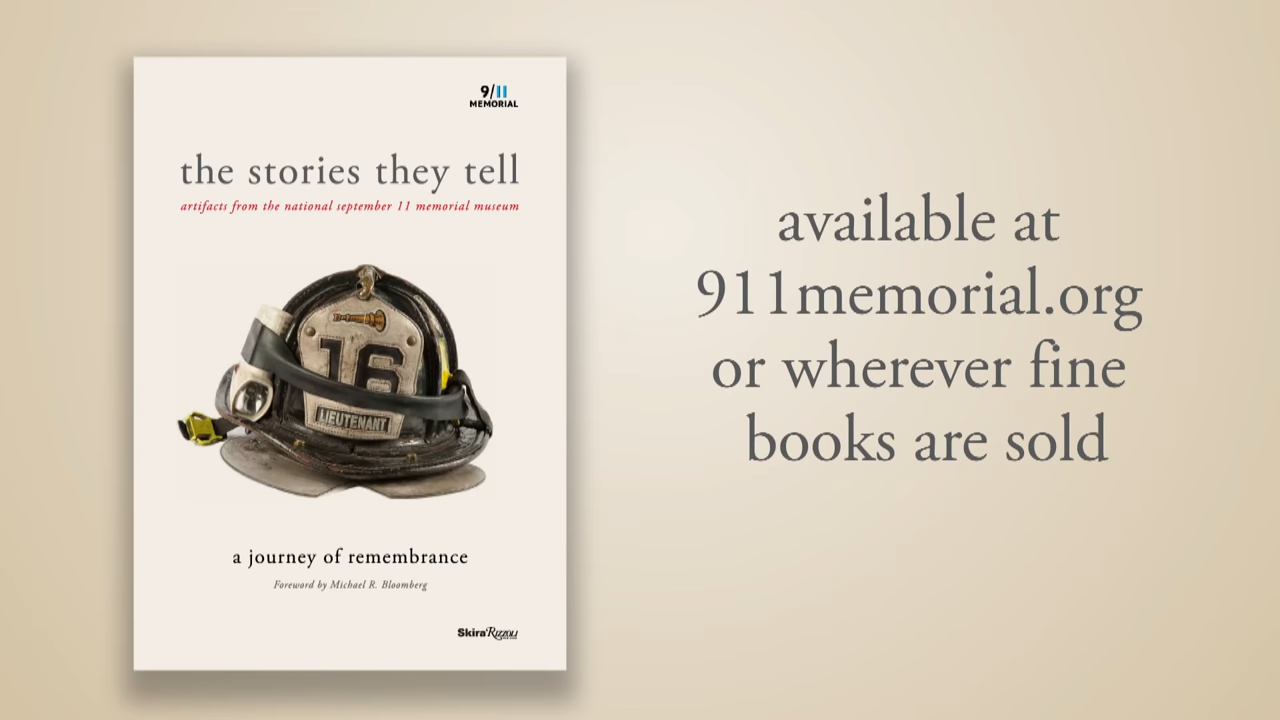 9/11
MEMORIAL
the stories they tell
artifacts from the national september 11 memorial museum
16
LIEUTENANT
a journey of remembrance
Foreword by Michael R. Bloomberg
Skira Rizzoli
available at
911memorial.org
or wherever fine
books are sold